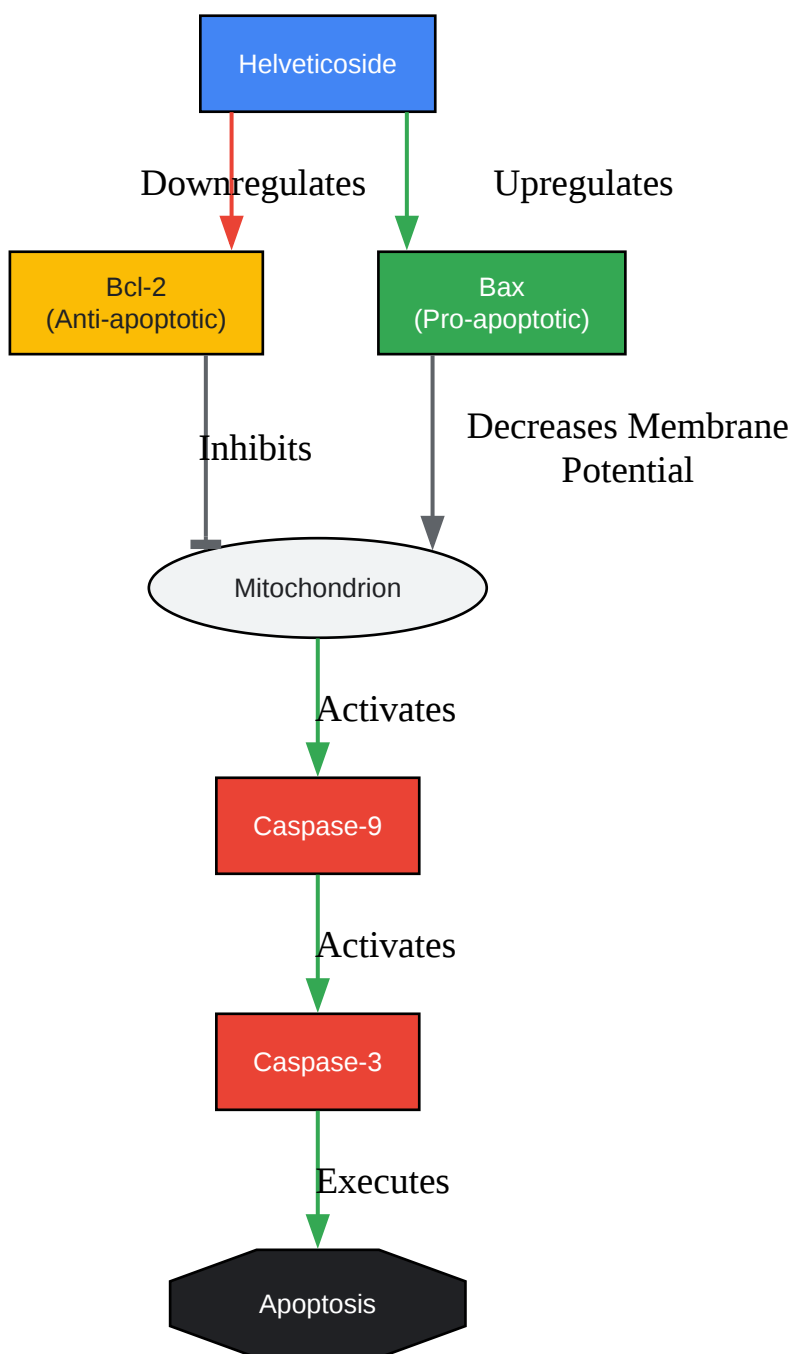 Helveticoside
Downregulates
Upregulates
Bcl-2
(Anti-apoptotic)
Bax
(Pro-apoptotic)
Inhibits
Decreases Membrane
Potential
Mitochondrion
Activates
Caspase-9
Activates
Caspase-3
Executes
Apoptosis